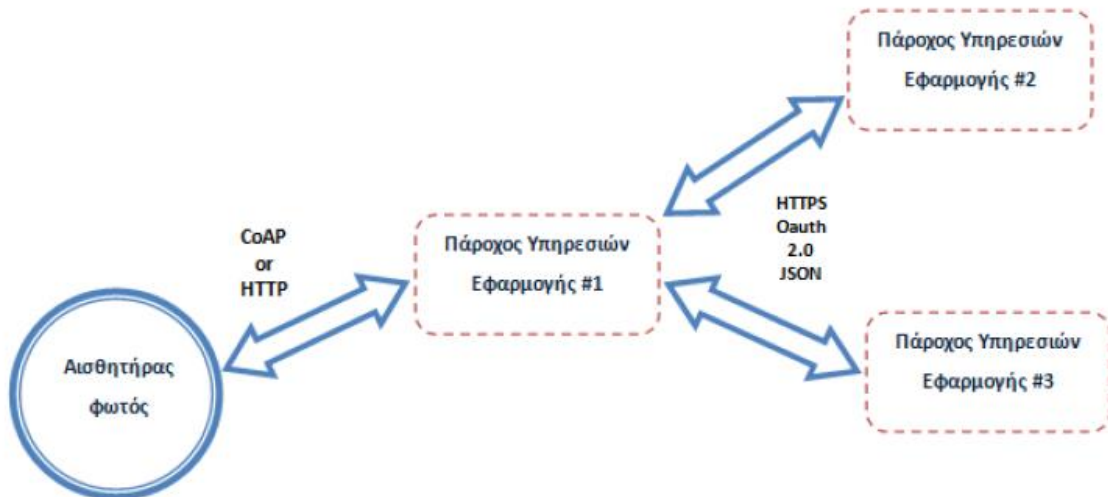 Πάροχος Υπηρεσιών
Εφαρμογής #2
HTTPS
Oauth
2.0
JSON
CoAP
or
HTTP
Πάροχος Υπηρεσιών
Εφαρμογής #1
Αισθητήρας
φωτός
Πάροχος Υπηρεσιών
Εφαρμογής #3